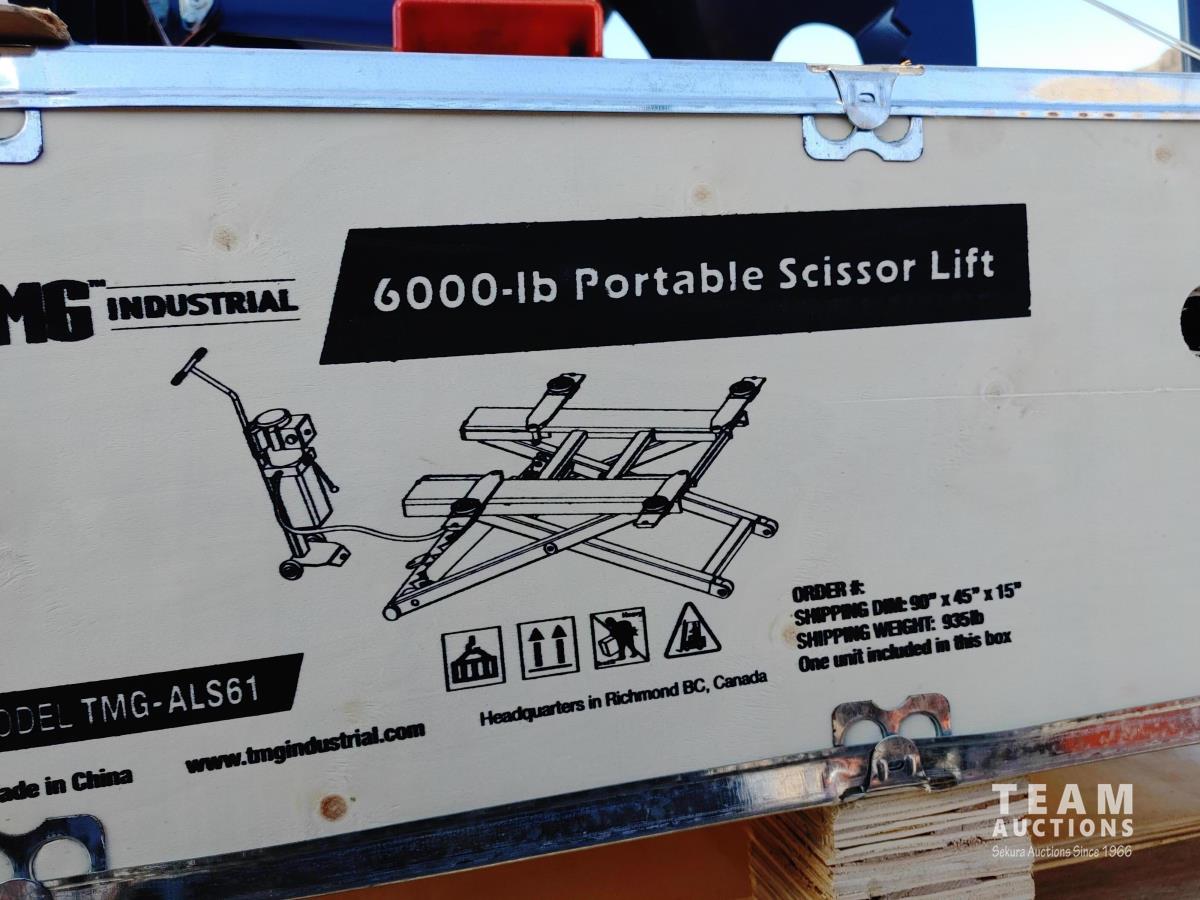 MG™ INDUSTRIAL
6000-lb Portable Scissor Lift
ORDER #:
SHIPPING DIM: 90" x 45" x 15"
SHIPPING WEIGHT: 935lb
One unit included in this box
Heavy
Headquarters in Richmond BC, Canada
ODEL TMG-ALS61
www.tmgindustrial.com
ade in China
TEAM
AUCTIONS
Sekura Auctions Since 1966